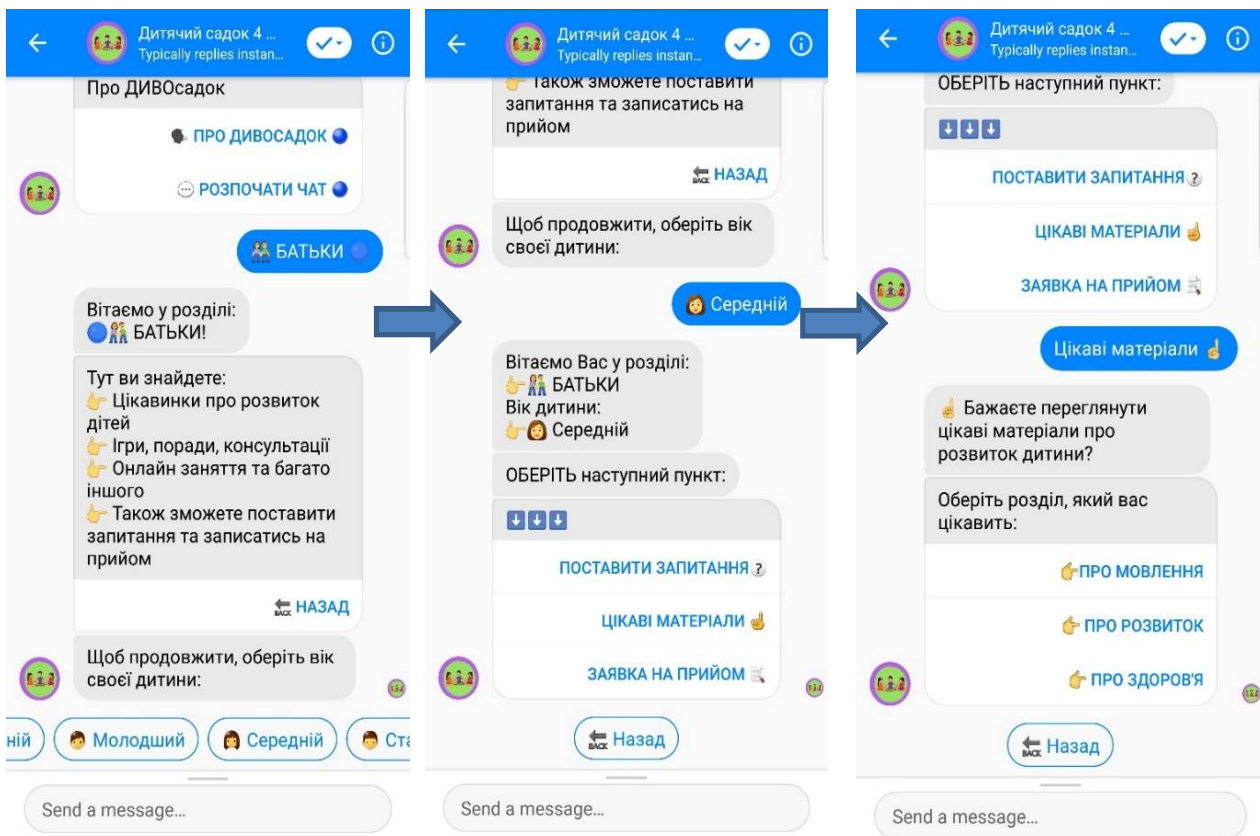 Дитячий садок 4 ...
Typically replies instan...
Про ДИВОсадок
ПРО ДИВОСАДОК
РОЗПОЧАТИ ЧАТ
БАТЬКИ
Вітаємо у розділі:
БАТЬКИ!
Тут ви знайдете:
Цікавинки про розвиток
дітей
Ігри, поради, консультації
Онлайн заняття та багато
іншого
Також зможете поставити
запитання та записатись на
прийом
BACK НАЗАД
Щоб продовжити, оберіть вік
своєї дитини:
ній
Молодший
Середній
Ста
Send a message...
Дитячий садок 4 ...
Typically replies instan...
Також зможете поставити
запитання та записатись на
прийом
BACK НАЗАД
Щоб продовжити, оберіть вік
своєї дитини:
Середній
Вітаємо Вас у розділі:
БАТЬКИ
Вік дитини:
Середній
ОБЕРІТЬ наступний пункт:
ПОСТАВИТИ ЗАПИТАННЯ ?
ЦІКАВІ МАТЕРІАЛИ
ЗАЯВКА НА ПРИЙОМ
BACK Назад
Send a message...
Дитячий садок 4 ...
Typically replies instan...
ОБЕРІТЬ наступний пункт:
ПОСТАВИТИ ЗАПИТАННЯ ?
ЦІКАВІ МАТЕРІАЛИ
ЗАЯВКА НА ПРИЙОМ
Цікаві матеріали
Бажаєте переглянути
цікаві матеріали про
розвиток дитини?
Оберіть розділ, який вас
цікавить:
ПРО МОВЛЕННЯ
ПРО РОЗВИТОК
ПРО ЗДОРОВ'Я
BACK Назад
Send a message...